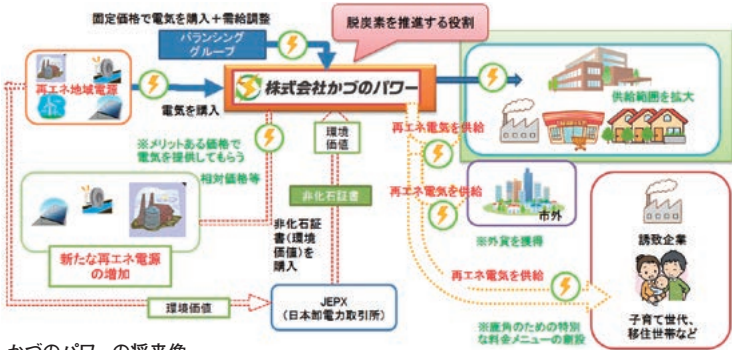 固定価格で電気を購入＋需給調整
バランシング
グループ
脱炭素を推進する役割
再エネ地域電源
電気を購入
株式会社かづのパワー
供給範囲を拡大
※メリットある価格で
電気を提供してもらう
相対価格等
環境
価値
再エネ電気を供給
非化石証書
再エネ電気を供給
市外
※外貨を獲得
新たな再エネ電源
の増加
非化石証
書(環境
価値)を
購入
誘致企業
再エネ電気を供給
環境価値
JEPX
（日本卸電力取引所）
※鹿角のための特別
な料金メニューの創設
子育て世代、
移住世帯など
かづのパワーの将来像